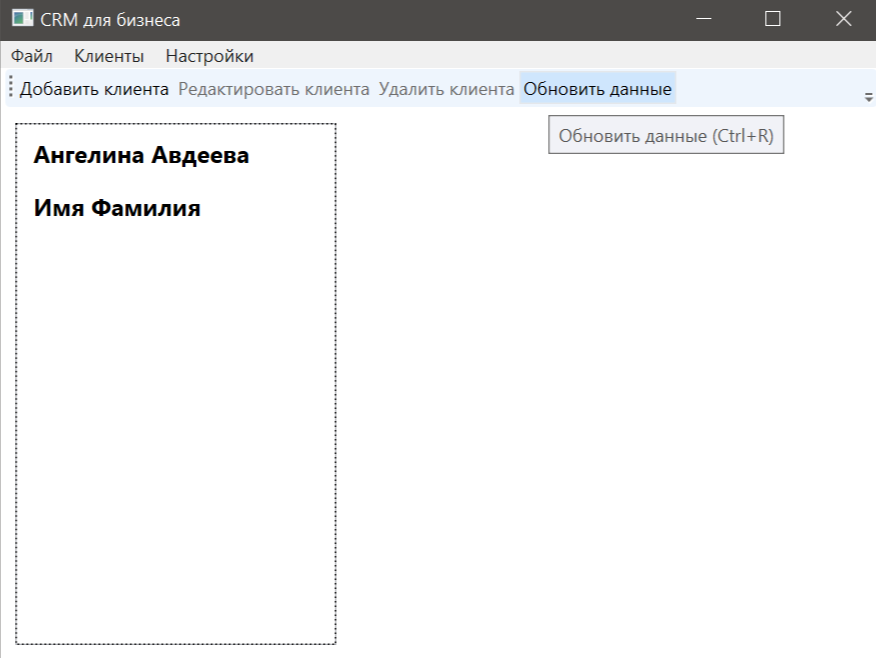 CRM для бизнеса
Файл Клиенты Настройки
Добавить клиента Редактировать клиента Удалить клиента Обновить данные
Обновить данные (Ctrl+R)
Ангелина Авдеева
Имя Фамилия